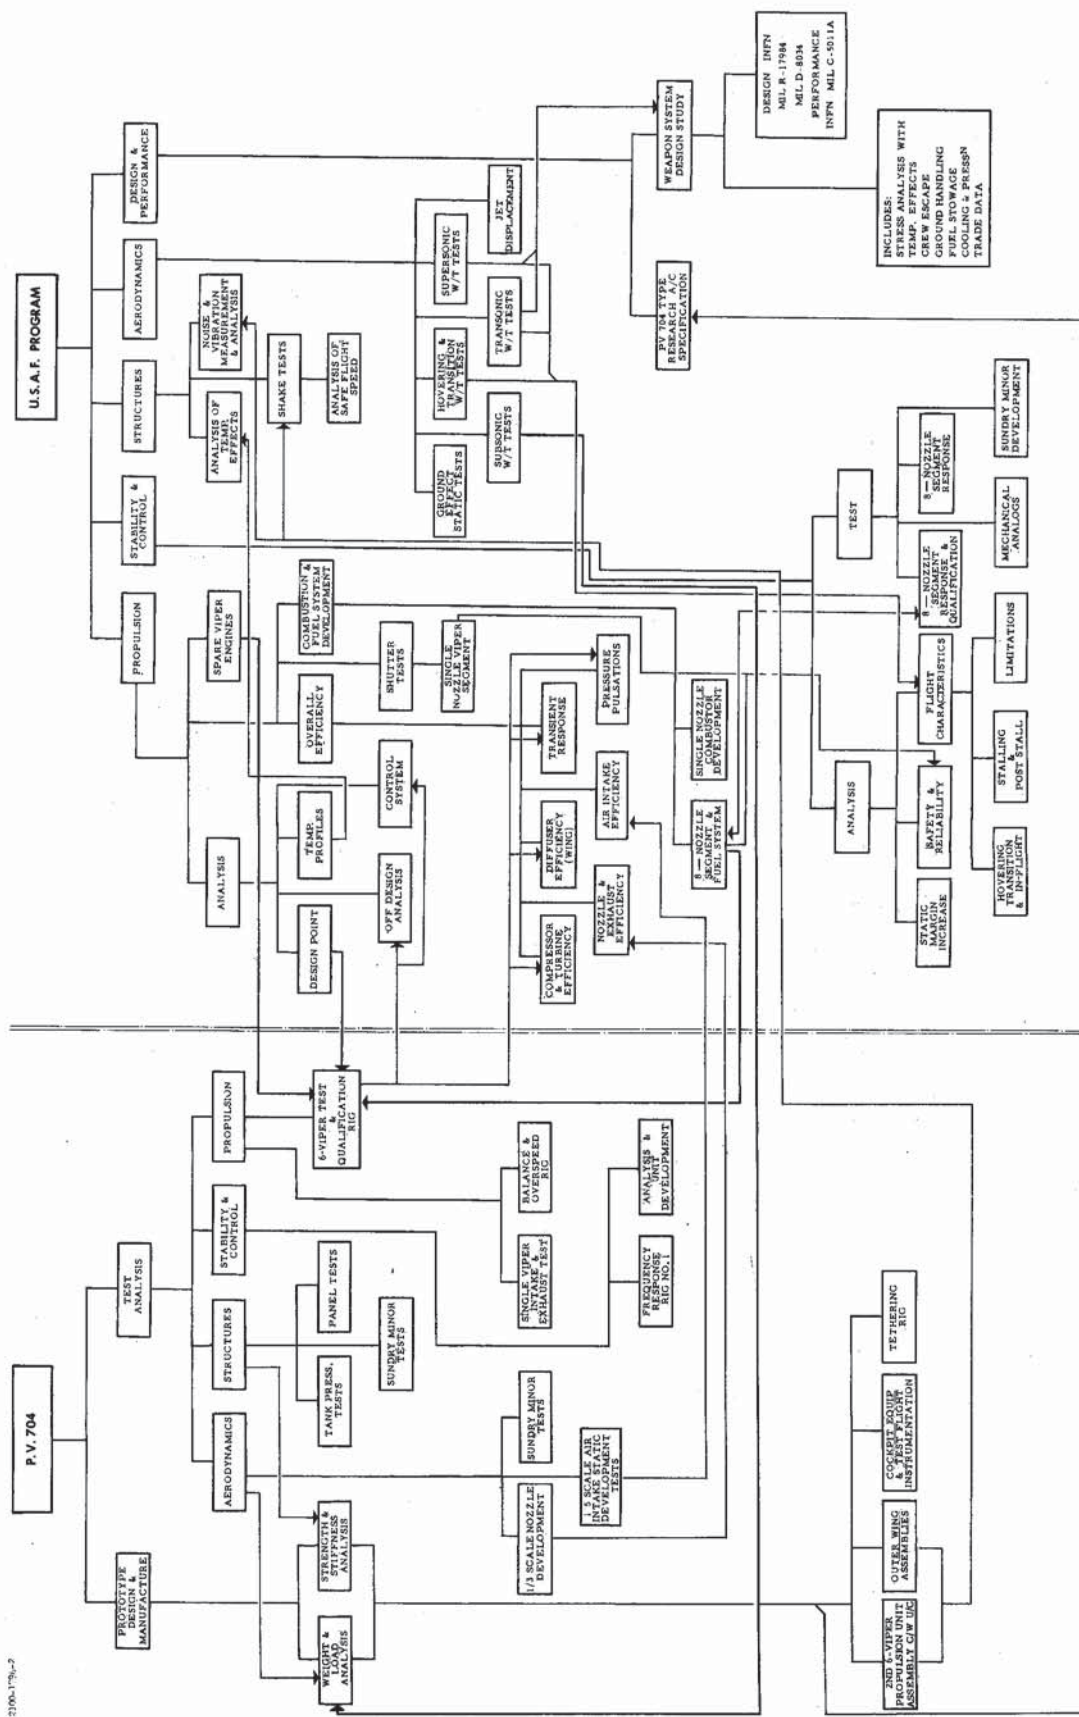 P.V. 704
U.S.A.F. PROGRAM
PROTOTYPE
DESIGN &
MANUFACTURE
TEST
ANALYSIS
PROPULSION
STABILITY &
CONTROL
STRUCTURES
AERODYNAMICS
DESIGN &
PERFORMANCE
AERODYNAMICS
STRUCTURES
STABILITY &
CONTROL
PROPULSION
ANALYSIS
SPARE VIPER
ENGINES
ANALYSIS OF
TEMP.
EFFECTS
NOISE &
VIBRATION
MEASUREMENT
& ANALYSIS
WEIGHT &
LOAD
ANALYSIS
STRENGTH &
STIFFNESS
ANALYSIS
TANK PRESS.
TESTS
PANEL TESTS
6-VIPER TEST
&
QUALIFICATION
RIG
DESIGN POINT
TEMP.
PROFILES
OVERALL
EFFICIENCY
COMBUSTION &
FUEL SYSTEM
DEVELOPMENT
SHAKE TESTS
SUNDRY MINOR
TESTS
OFF DESIGN
ANALYSIS
CONTROL
SYSTEM
SHUTTER
TESTS
ANALYSIS OF
SAFE FLIGHT
SPEED
SINGLE
NOZZLE VIPER
SEGMENT
GROUND
EFFECT
STATIC TESTS
HOVERING &
TRANSITION
W/T TESTS
SUPERSONIC
W/T TESTS
SUBSONIC
W/T TESTS
TRANSONIC
W/T TESTS
JET
DISPLACEMENT
1/3 SCALE NOZZLE
DEVELOPMENT
SUNDRY MINOR
TESTS
SINGLE VIPER
INTAKE &
EXHAUST TEST
BALANCE &
OVERSPEED
RIG
COMPRESSOR
& TURBINE
EFFICIENCY
DIFFUSER
EFFICIENCY
(WING)
TRANSIENT
RESPONSE
SCALE AIR
INTAKE STATIC
DEVELOPMENT
TESTS
NOZZLE &
EXHAUST
EFFICIENCY
AIR INTAKE
EFFICIENCY
PRESSURE
PULSATIONS
FREQUENCY
RESPONSE
RIG NO. 1
ANALYSIS &
UNIT
DEVELOPMENT
8 — NOZZLE
SEGMENT &
FUEL SYSTEM
SINGLE NOZZLE
COMBUSTOR
DEVELOPMENT
PV 704 TYPE
RESEARCH A/C
SPECIFICATION
WEAPON SYSTEM
DESIGN STUDY
DESIGN INFN
MIL R-17984
MIL D-8034
PERFORMANCE
INFN MIL C-5011A
ANALYSIS
TEST
INCLUDES:
STRESS ANALYSIS WITH
TEMP. EFFECTS
CREW ESCAPE
GROUND HANDLING
FUEL STOWAGE
COOLING & PRESSN
TRADE DATA
2ND 6-VIPER
PROPULSION UNIT
ASSEMBLY C/W U/C
OUTER WING
ASSEMBLIES
COCKPIT EQUIP
& TEST FLIGHT
INSTRUMENTATION
TETHERING
RIG
STATIC
MARGIN
INCREASE
SAFETY &
RELIABILITY
FLIGHT
CHARACTERISTICS
8 — NOZZLE
SEGMENT
RESPONSE &
QUALIFICATION
8 — NOZZLE
SEGMENT
RESPONSE
HOVERING
TRANSITION
& IN-FLIGHT
STALLING
&
POST STALL
LIMITATIONS
MECHANICAL
ANALOGS
SUNDRY MINOR
DEVELOPMENT